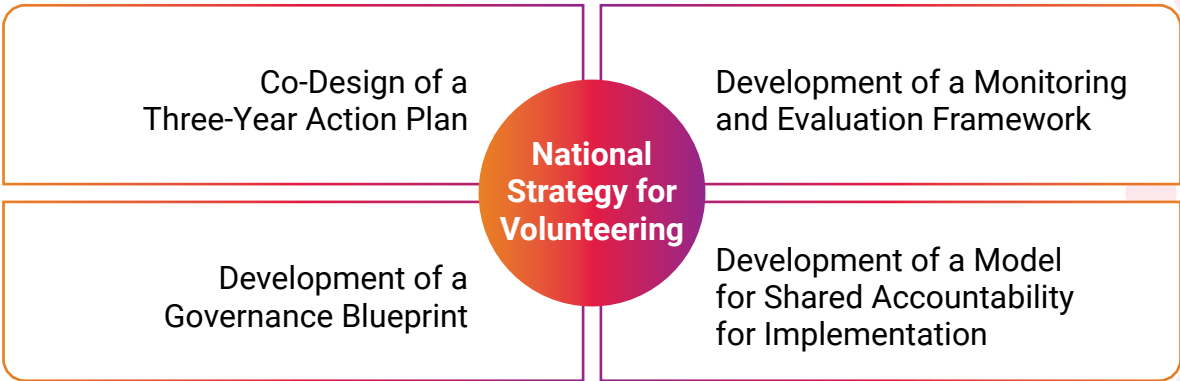 Co-Design of a
Three-Year Action Plan
Development of a Monitoring
and Evaluation Framework
National
Strategy for
Volunteering
Development of a
Governance Blueprint
Development of a Model
for Shared Accountability
for Implementation